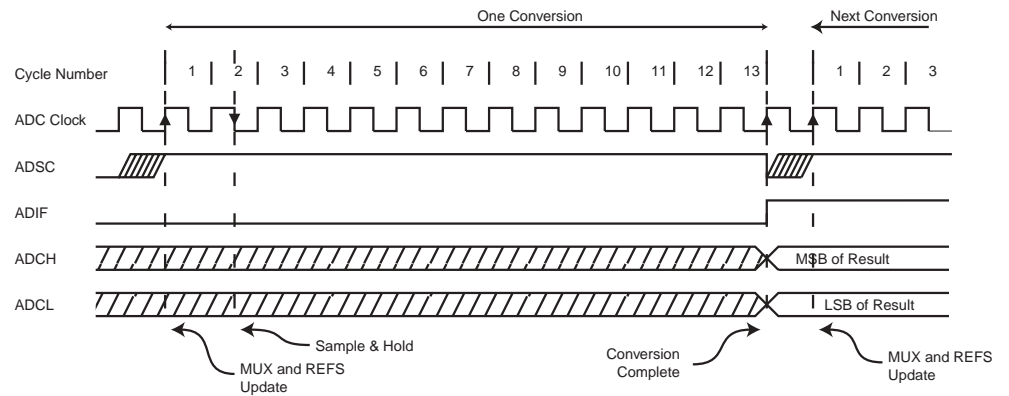 One Conversion
Next Conversion
Cycle Number
1 2 3 4 5 6 7 8 9 10 11 12 13 1 2 3
ADC Clock
ADSC
ADIF
ADCH
MSB of Result
ADCL
LSB of Result
Sample & Hold
MUX and REFS
Update
Conversion
Complete
MUX and REFS
Update